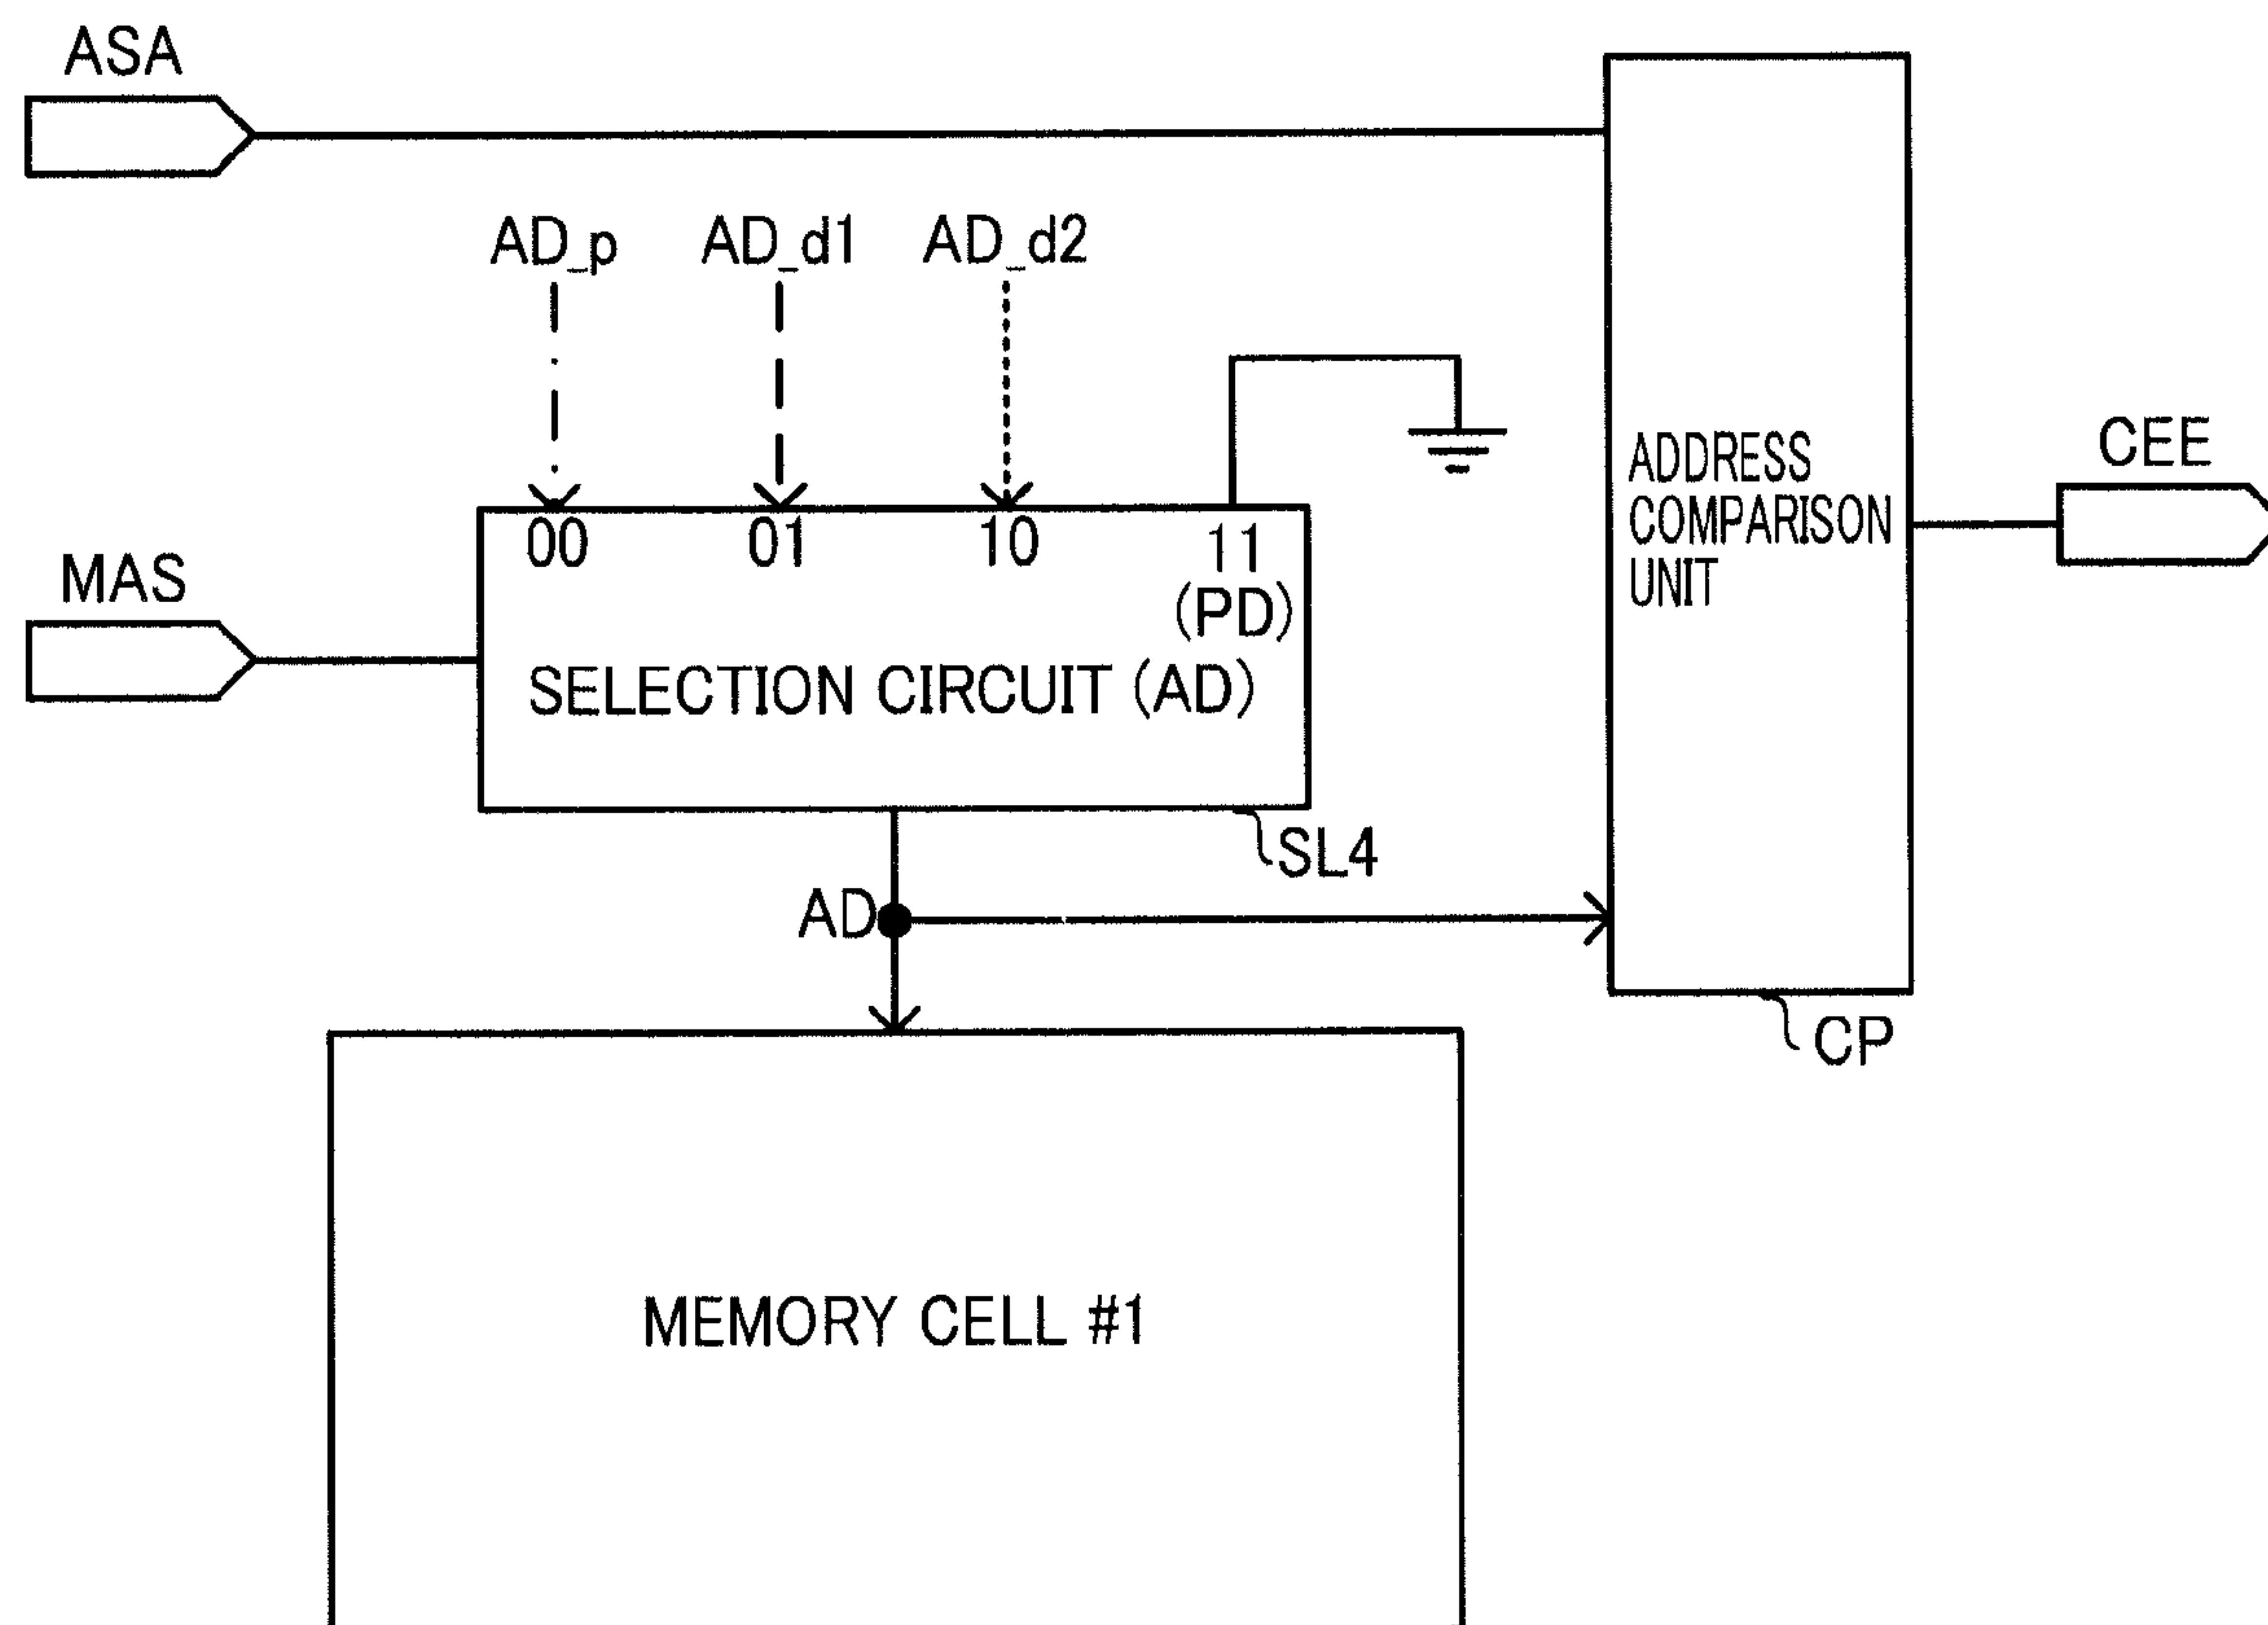 ASA
AD_p
AD_d1
AD_d2
ADDRESS
COMPARISON
UNIT
CEE
MAS
00
01
10
11
(PD)
SELECTION CIRCUIT (AD)
SL4
AD
CP
MEMORY CELL #1